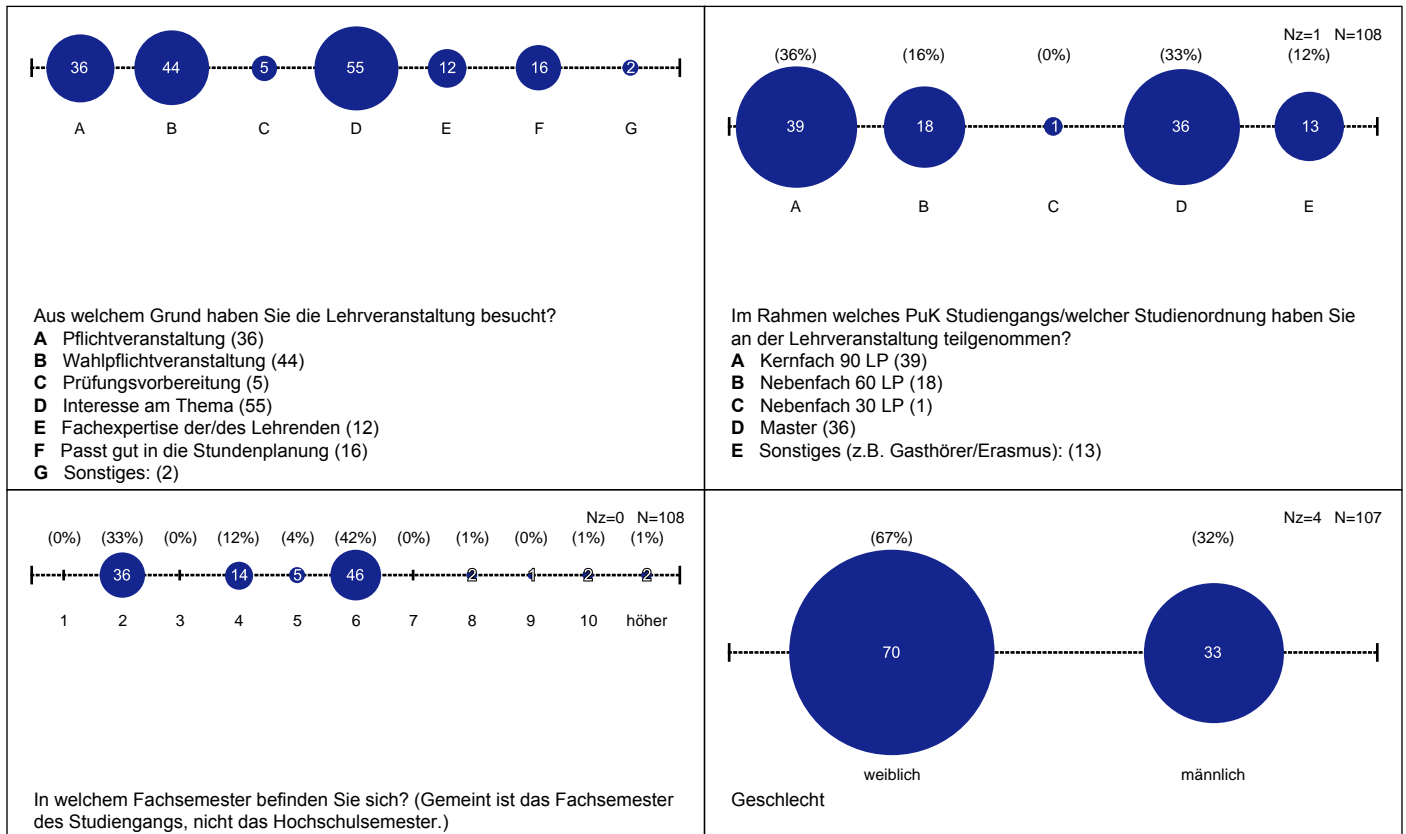 36 44 5 55 12 16 2
A B C D E F G
Aus welchem Grund haben Sie die Lehrveranstaltung besucht?
A Pflichtveranstaltung (36)
B Wahlpflichtveranstaltung (44)
C Prüfungsvorbereitung (5)
D Interesse am Thema (55)
E Fachexpertise der/des Lehrenden (12)
F Passt gut in die Stundenplanung (16)
G Sonstiges: (2)
Nz=1 N=108
(36%) (16%) (0%) (33%) (12%)
39 18 1 36 13
A B C D E
Im Rahmen welches PuK Studiengangs/welcher Studienordnung haben Sie
an der Lehrveranstaltung teilgenommen?
A Kernfach 90 LP (39)
B Nebenfach 60 LP (18)
C Nebenfach 30 LP (1)
D Master (36)
E Sonstiges (z.B. Gasthörer/Erasmus): (13)
Nz=0 N=108
(0%) (33%) (0%) (12%) (4%) (42%) (0%) (1%) (0%) (1%) (1%)
36 14 5 46 2 1 2 2
1 2 3 4 5 6 7 8 9 10 höher
In welchem Fachsemester befinden Sie sich? (Gemeint ist das Fachsemester
des Studiengangs, nicht das Hochschulsemester.)
Nz=4 N=107
(67%) (32%)
70 33
weiblich männlich
Geschlecht